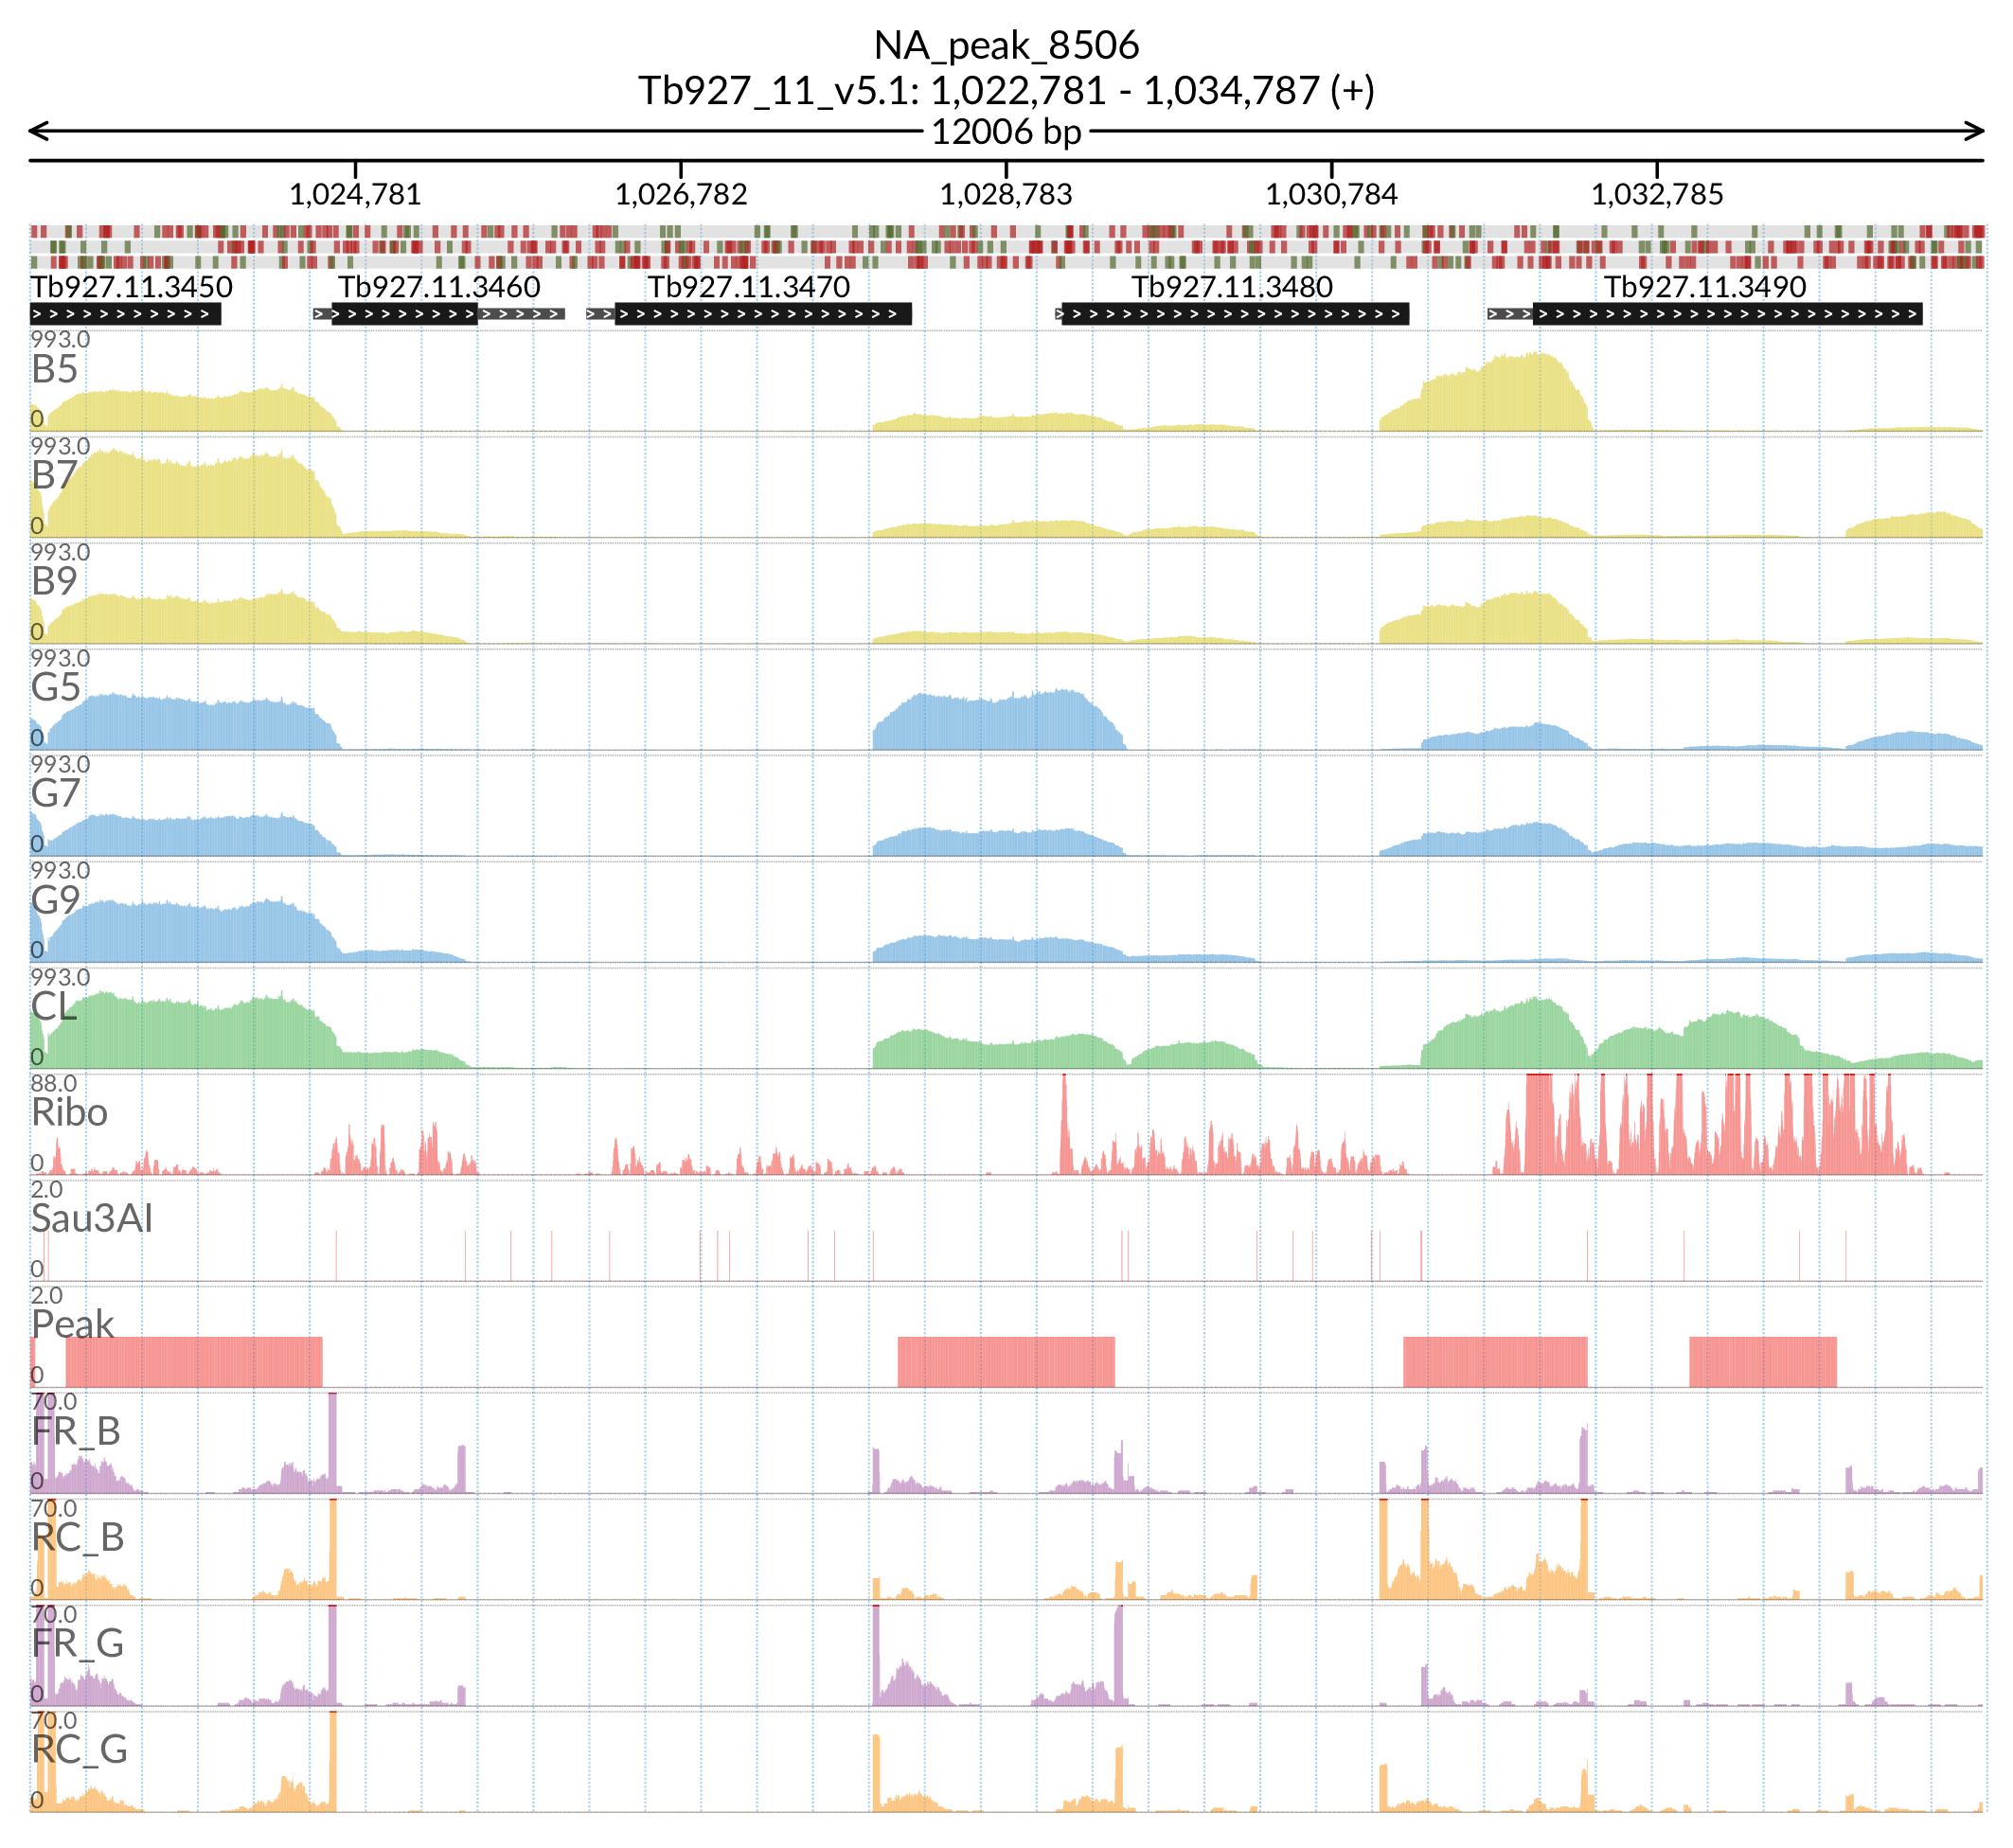 NA_peak_8506
Tb927_11_v5.1: 1,022,781 - 1,034,787 (+)
12006 bp
1,024,781 1,026,782 1,028,783 1,030,784 1,032,785
Tb927.11.3450 Tb927.11.3460 Tb927.11.3470 Tb927.11.3480 Tb927.11.3490
993.0
B5
0
993.0
B7
0
993.0
B9
0
993.0
G5
0
993.0
G7
0
993.0
G9
0
993.0
CL
0
88.0
Ribo
0
2.0
Sau3AI
0
2.0
Peak
0
70.0
FR_B
0
70.0
RC_B
0
70.0
FR_G
0
70.0
RC_G
0